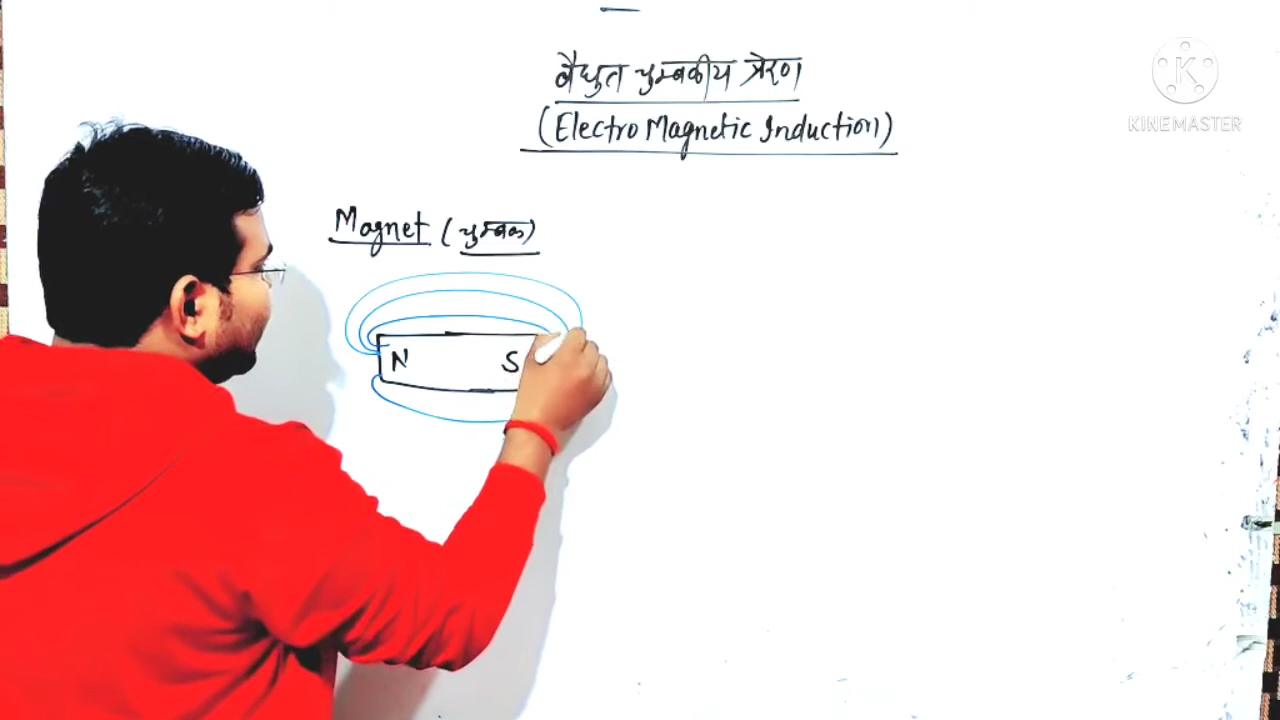 वैधुत चुम्बकीय प्रेरण
(Electro Magnetic Induction)
KINEMASTER
Magnet (चुम्बक)
N S